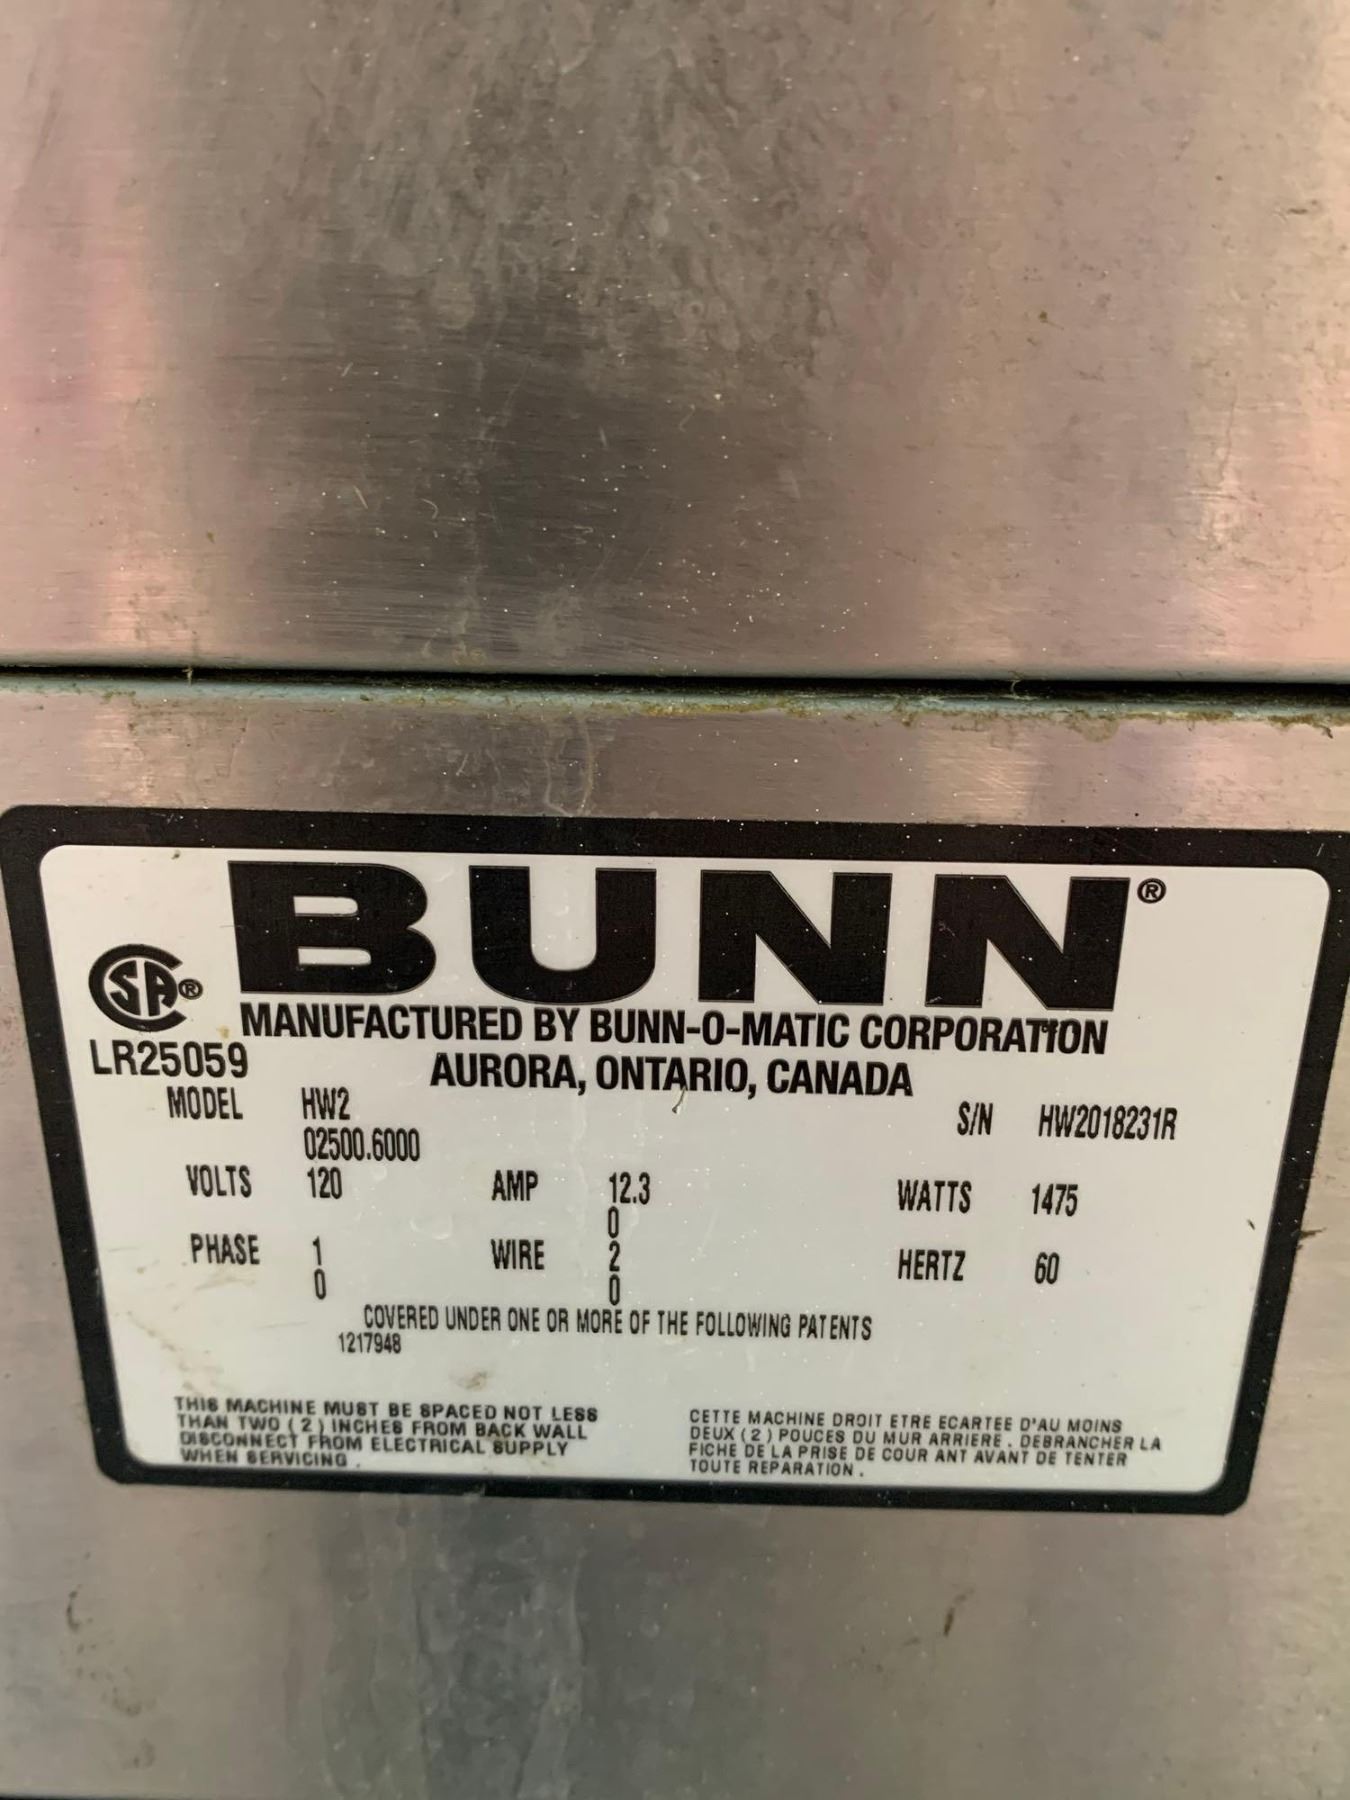 BUNN®
CSA®
MANUFACTURED BY BUNN-O-MATIC CORPORATION
LR25059
AURORA, ONTARIO, CANADA
MODEL HW2 S/N HW2018231R
02500.6000
VOLTS 120 AMP 12.3 WATTS 1475
0
PHASE 1 WIRE 2 HERTZ 60
0 0
COVERED UNDER ONE OR MORE OF THE FOLLOWING PATENTS
1217948
THIS MACHINE MUST BE SPACED NOT LESS
THAN TWO (2) INCHES FROM BACK WALL
DISCONNECT FROM ELECTRICAL SUPPLY
WHEN SERVICING.
CETTE MACHINE DROIT ETRE ECARTEE D'AU MOINS
DEUX (2) POUCES DU MUR ARRIERE. DEBRANCHER LA
FICHE DE LA PRISE DE COUR ANT AVANT DE TENTER
TOUTE REPARATION.